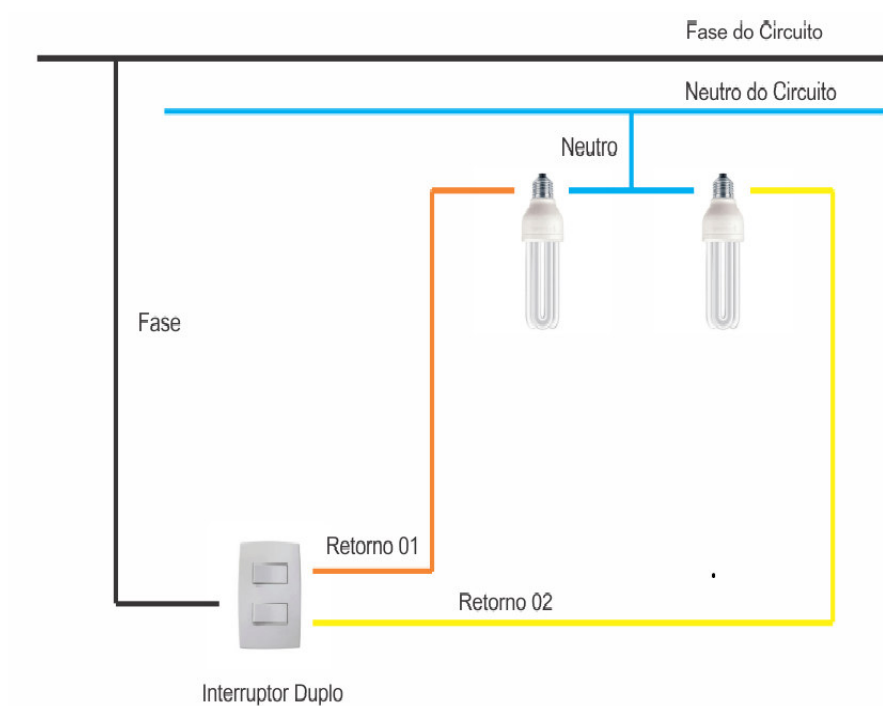 Fase do Circuito
Neutro do Circuito
Neutro
Fase
Retorno 01
Retorno 02
Interruptor Duplo